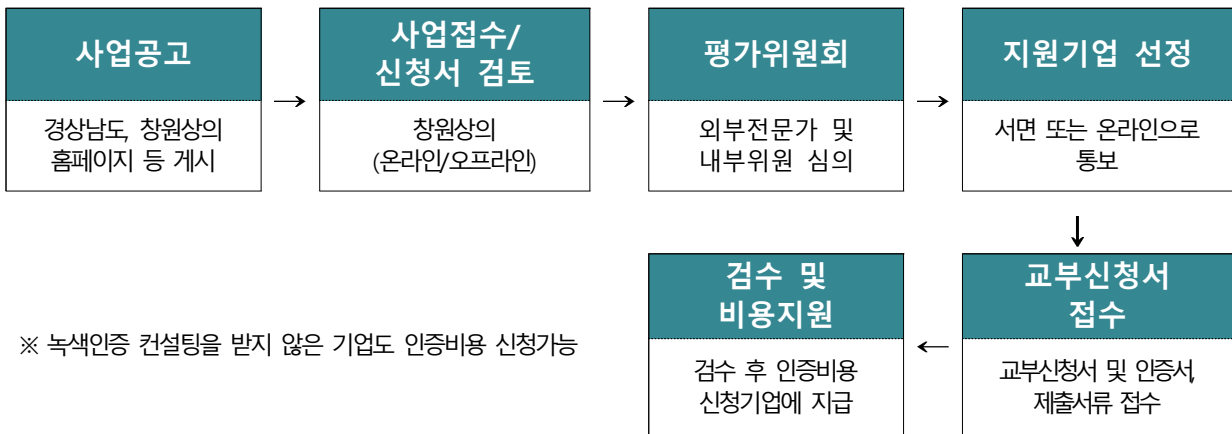 사업공고
경상남도, 창원상의
홈페이지 등 게시
→
사업접수/
신청서 검토
창원상의
(온라인/오프라인)
→
평가위원회
외부전문가 및
내부위원 심의
→
지원기업 선정
서면 또는 온라인으로
통보
↓
교부신청서
접수
교부신청서 및 인증서,
제출서류 접수
←
검수 및
비용지원
검수 후 인증비용
신청기업에 지급
※ 녹색인증 컨설팅을 받지 않은 기업도 인증비용 신청가능